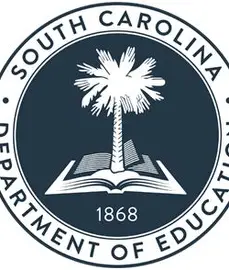 SOUTH CAROLINA
DEPARTMENT OF EDUCATION
1868